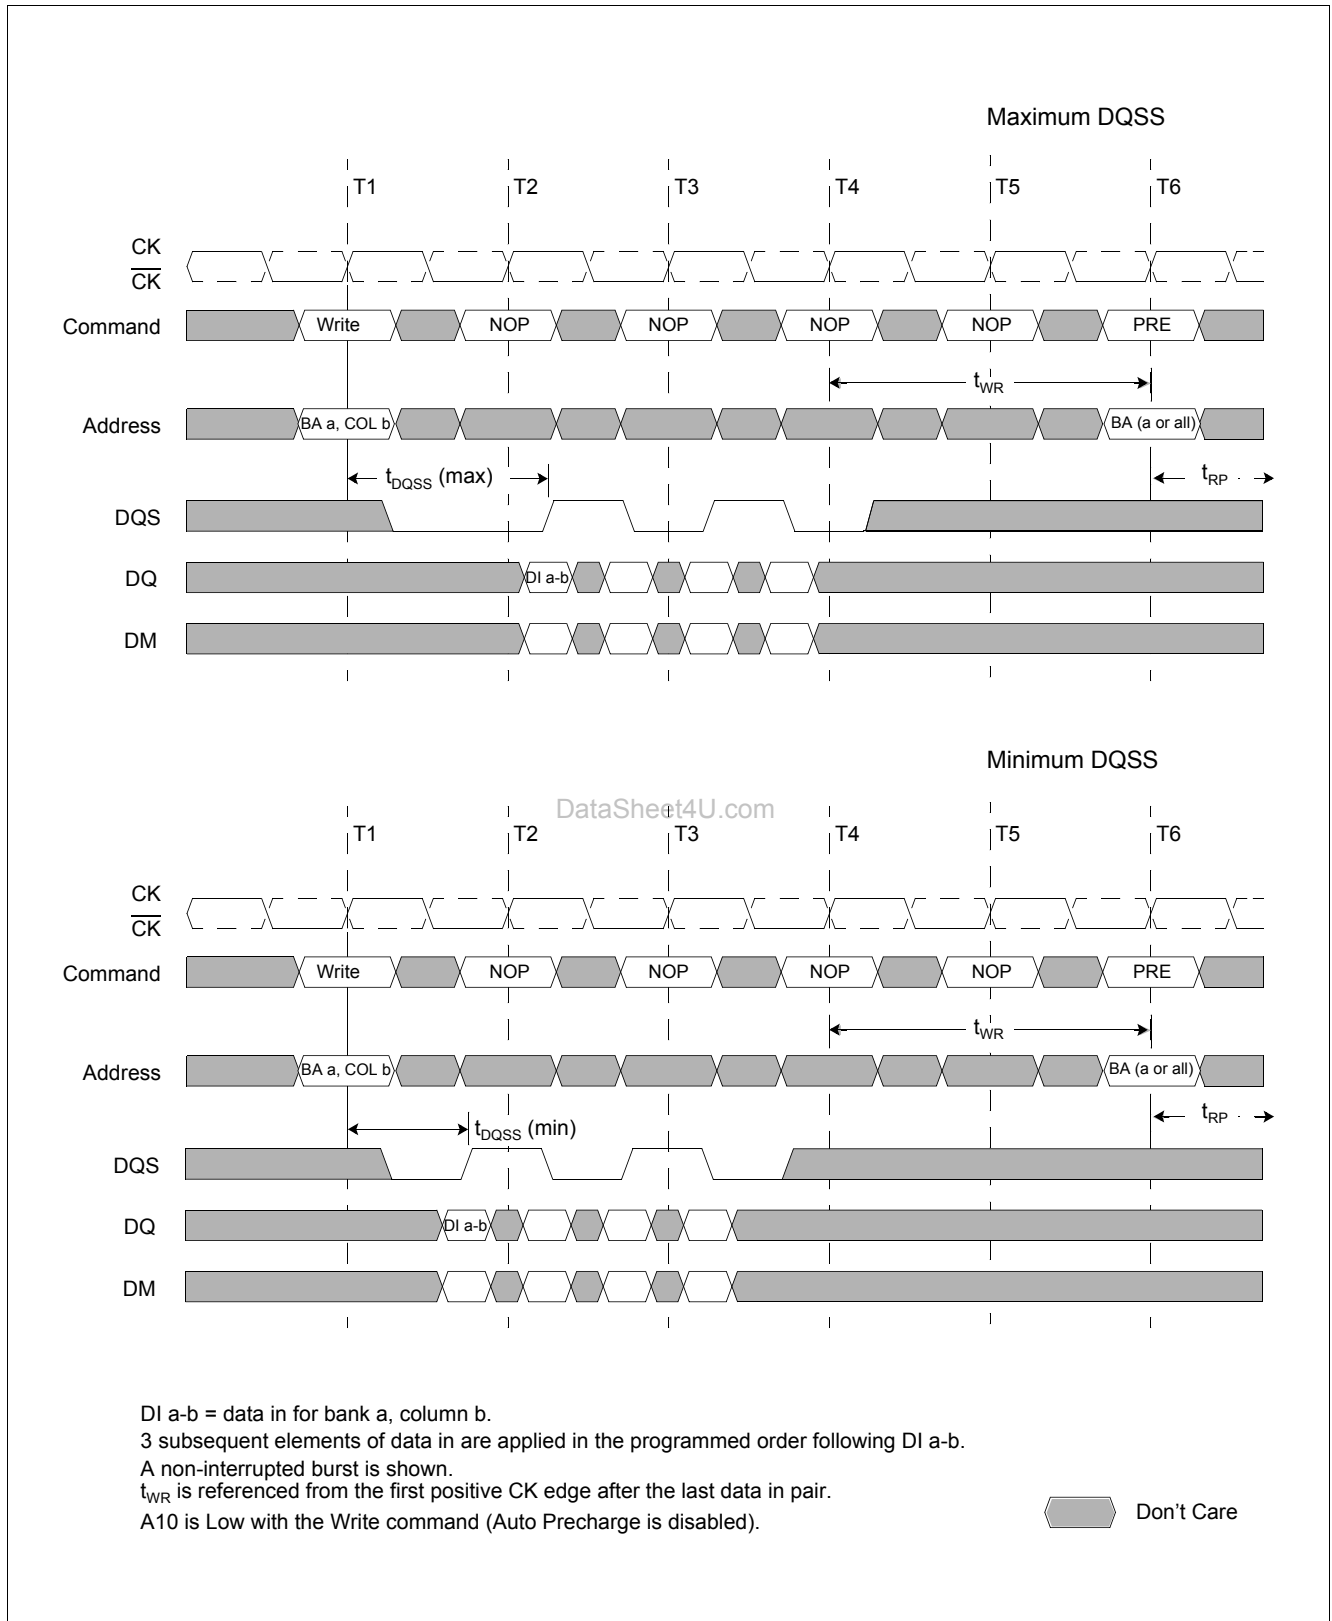 Maximum DQSS
T1 T2 T3 T4 T5 T6
CK
CK
Command Write NOP NOP NOP NOP PRE
tWR
Address BA a, COL b BA (a or all)
tDQSS (max) tRP
DQS
DQ DI a-b
DM
Minimum DQSS
DataSheet4U.com
T1 T2 T3 T4 T5 T6
CK
CK
Command Write NOP NOP NOP NOP PRE
tWR
Address BA a, COL b BA (a or all)
tDQSS (min) tRP
DQS
DQ DI a-b
DM
DI a-b = data in for bank a, column b.
3 subsequent elements of data in are applied in the programmed order following DI a-b.
A non-interrupted burst is shown.
tWR is referenced from the first positive CK edge after the last data in pair.
A10 is Low with the Write command (Auto Precharge is disabled).
Don't Care